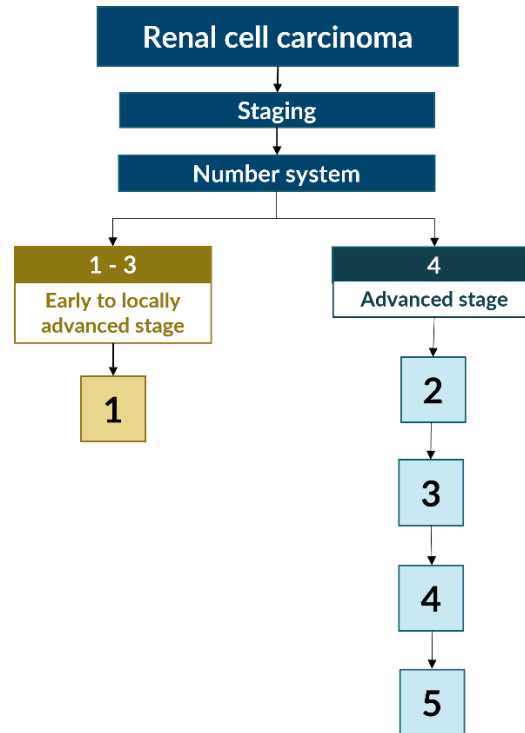 Renal cell carcinoma
Staging
Number system
1 - 3
Early to locally
advanced stage
1
4
Advanced stage
2
3
4
5